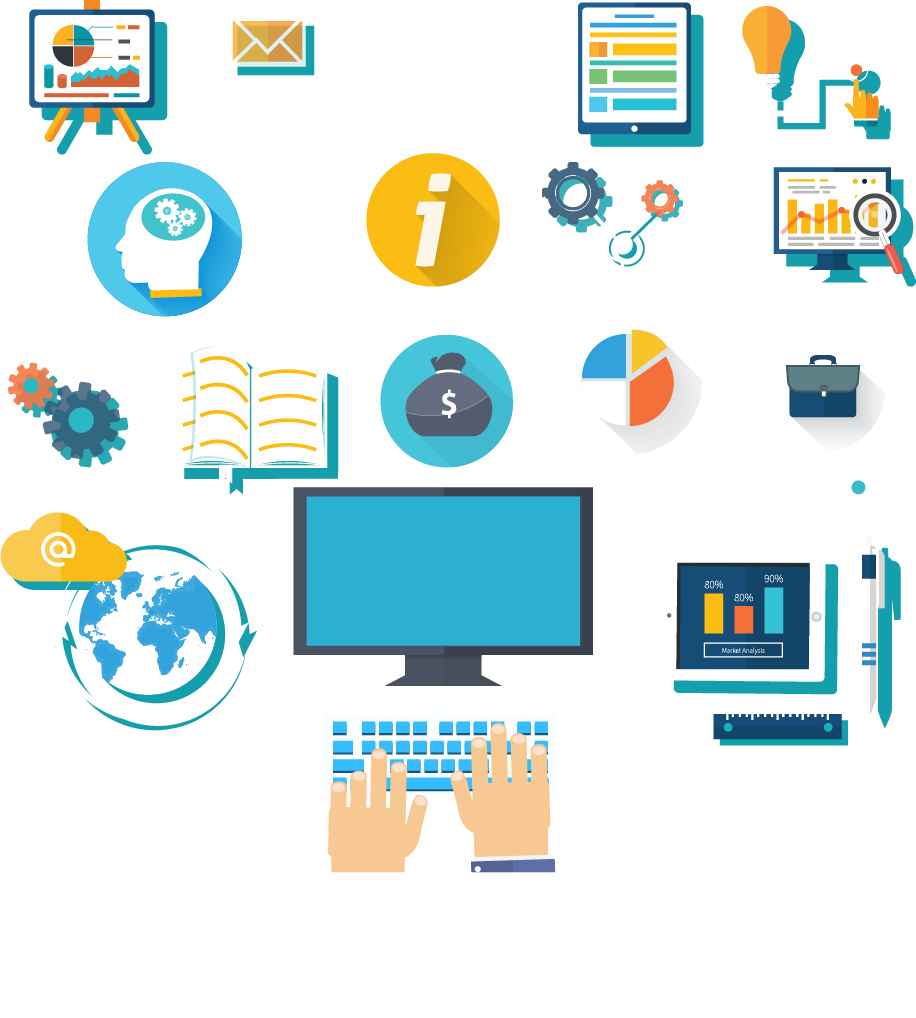 i
$
@
90%
80%
80%
Market Analysis